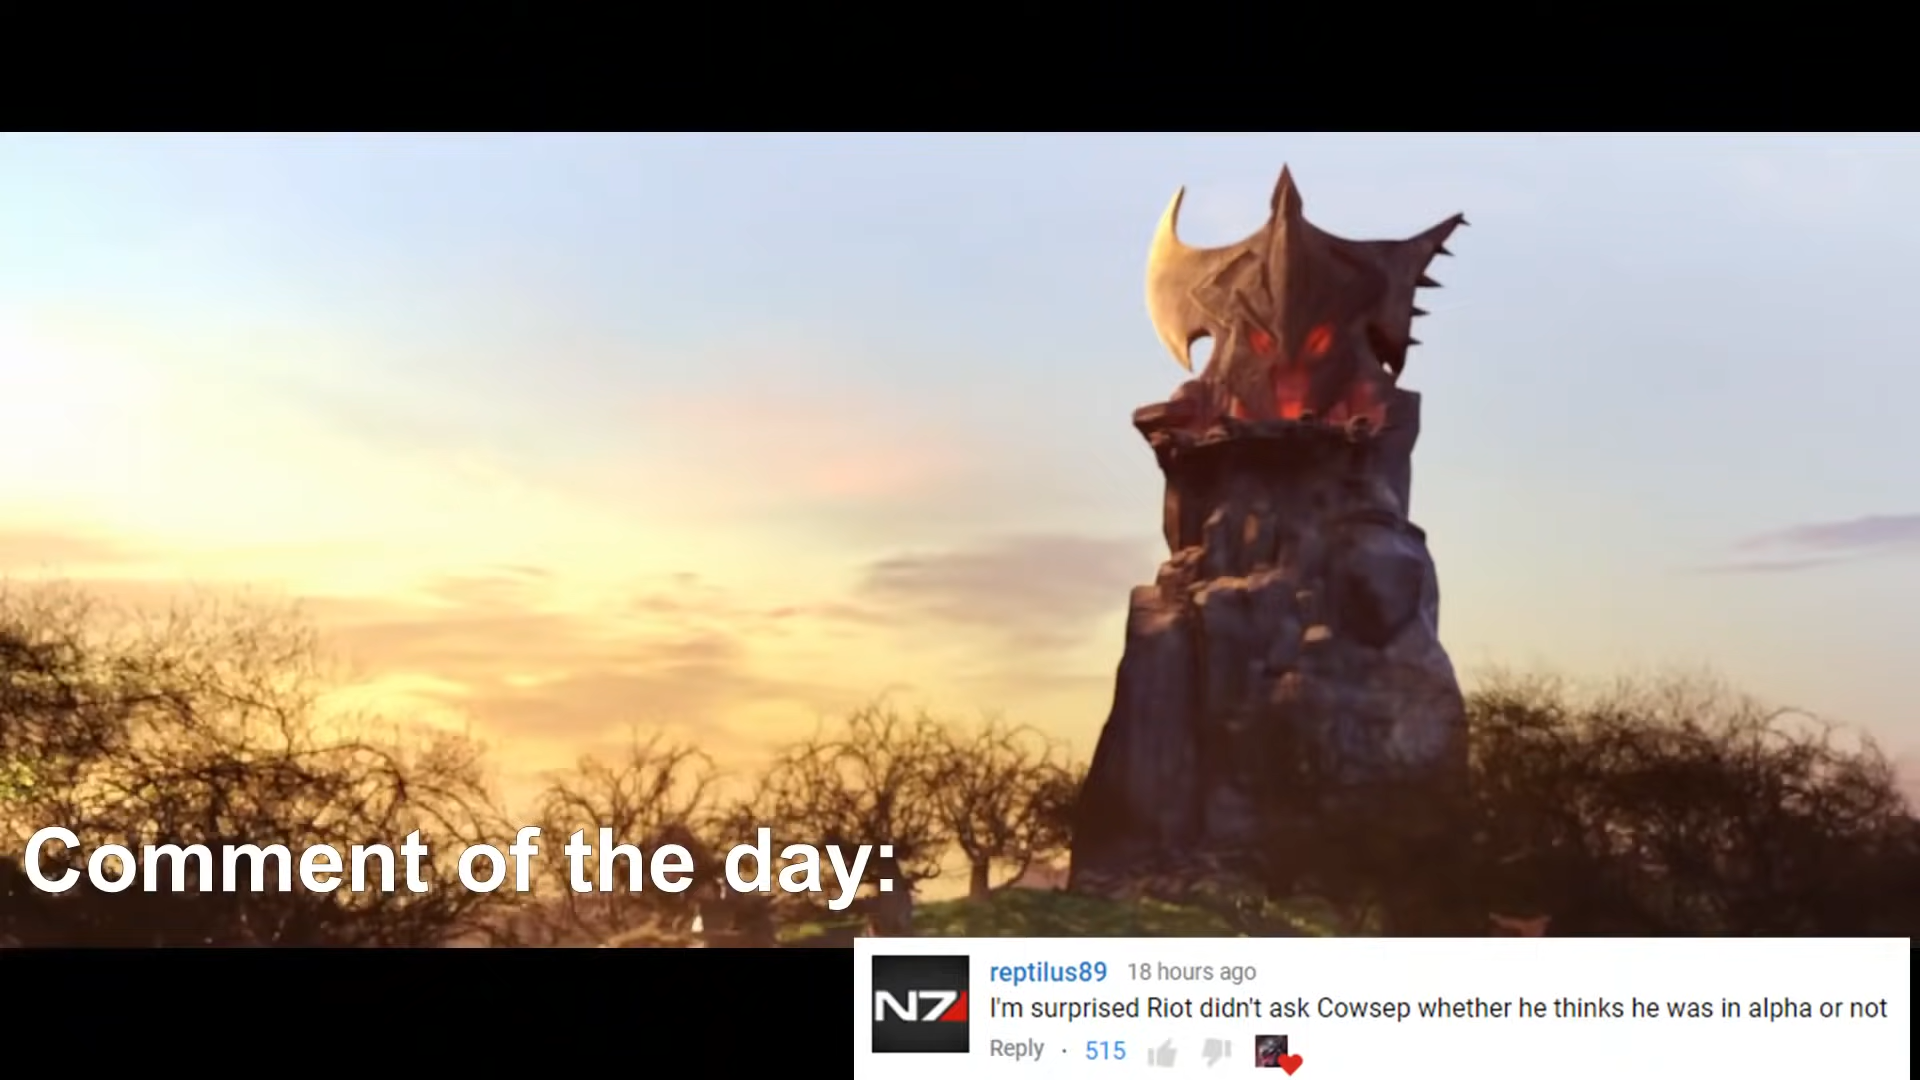 Comment of the day:
N7
reptilus89 18 hours ago
I'm surprised Riot didn't ask Cowsep whether he thinks he was in alpha or not
Reply · 515